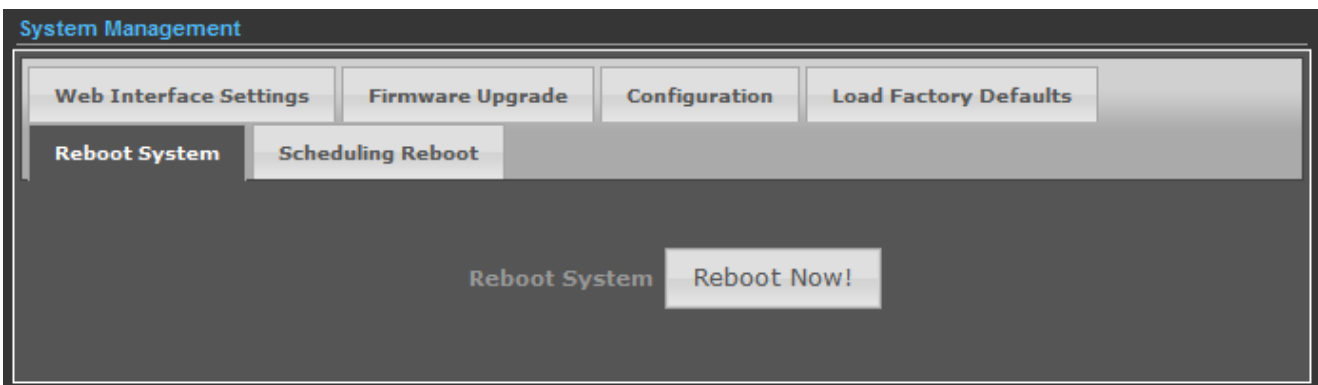 System Management
Web Interface Settings Firmware Upgrade Configuration Load Factory Defaults
Reboot System Scheduling Reboot
Reboot System Reboot Now!